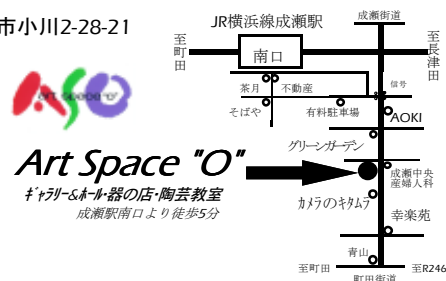 市小川2-28-21
JR横浜線成瀬駅
成瀬街道
至町田
南口
至長津田
茶月
不動産
信号
そばや
有料駐車場
AOKI
art space "o"
グリーンガーデン
Art Space "O"
成瀬中央
産婦人科
ギャラリー&ホール・器の店・陶芸教室
カメラのキタムラ
成瀬駅南口より徒歩5分
幸楽苑
青山
至町田
至R246
町田街道